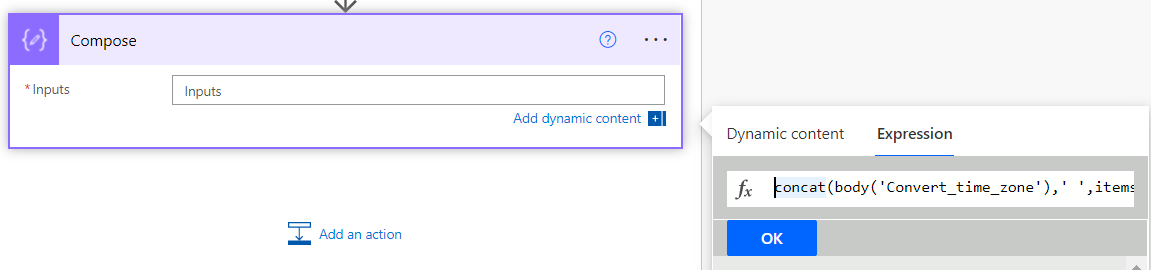 Compose
* Inputs
Inputs
Add dynamic content
Dynamic content Expression
fx concat(body('Convert_time_zone'),' ',items
OK
Add an action